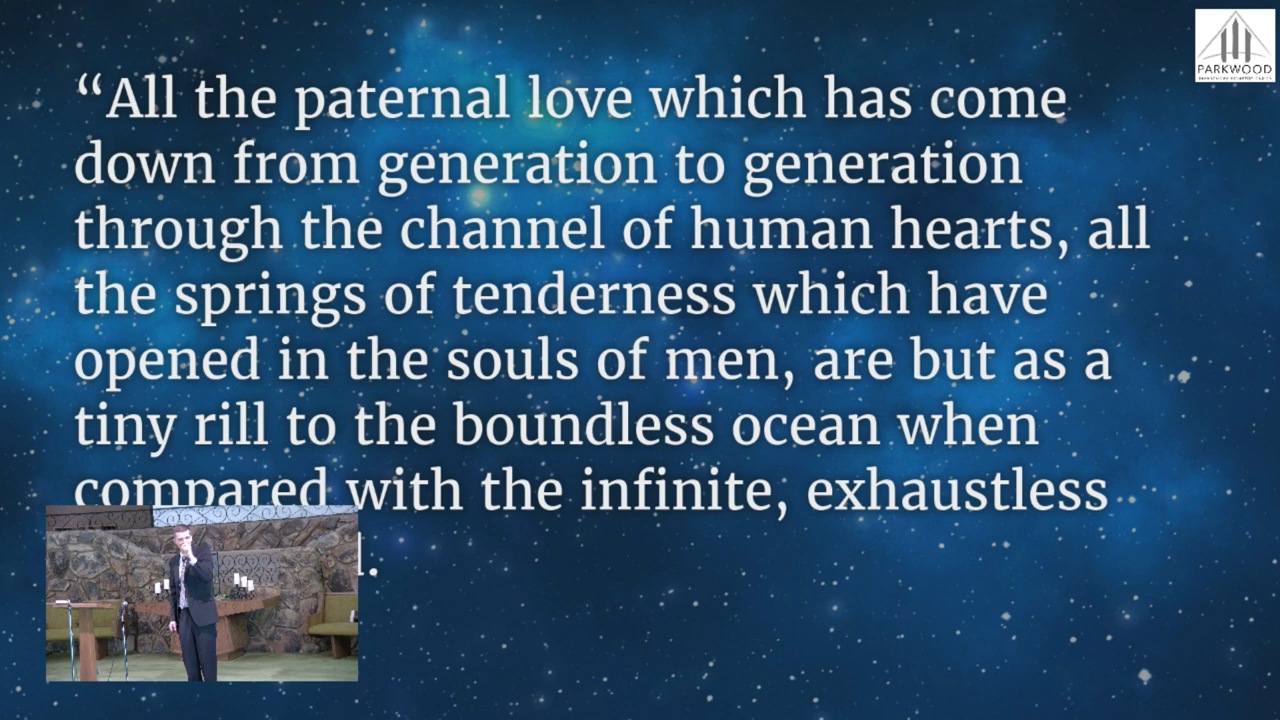 “All the paternal love which has come
down from generation to generation
through the channel of human hearts, all
the springs of tenderness which have
opened in the souls of men, are but as a
tiny rill to the boundless ocean when
compared with the infinite, exhaustless
PARKWOOD